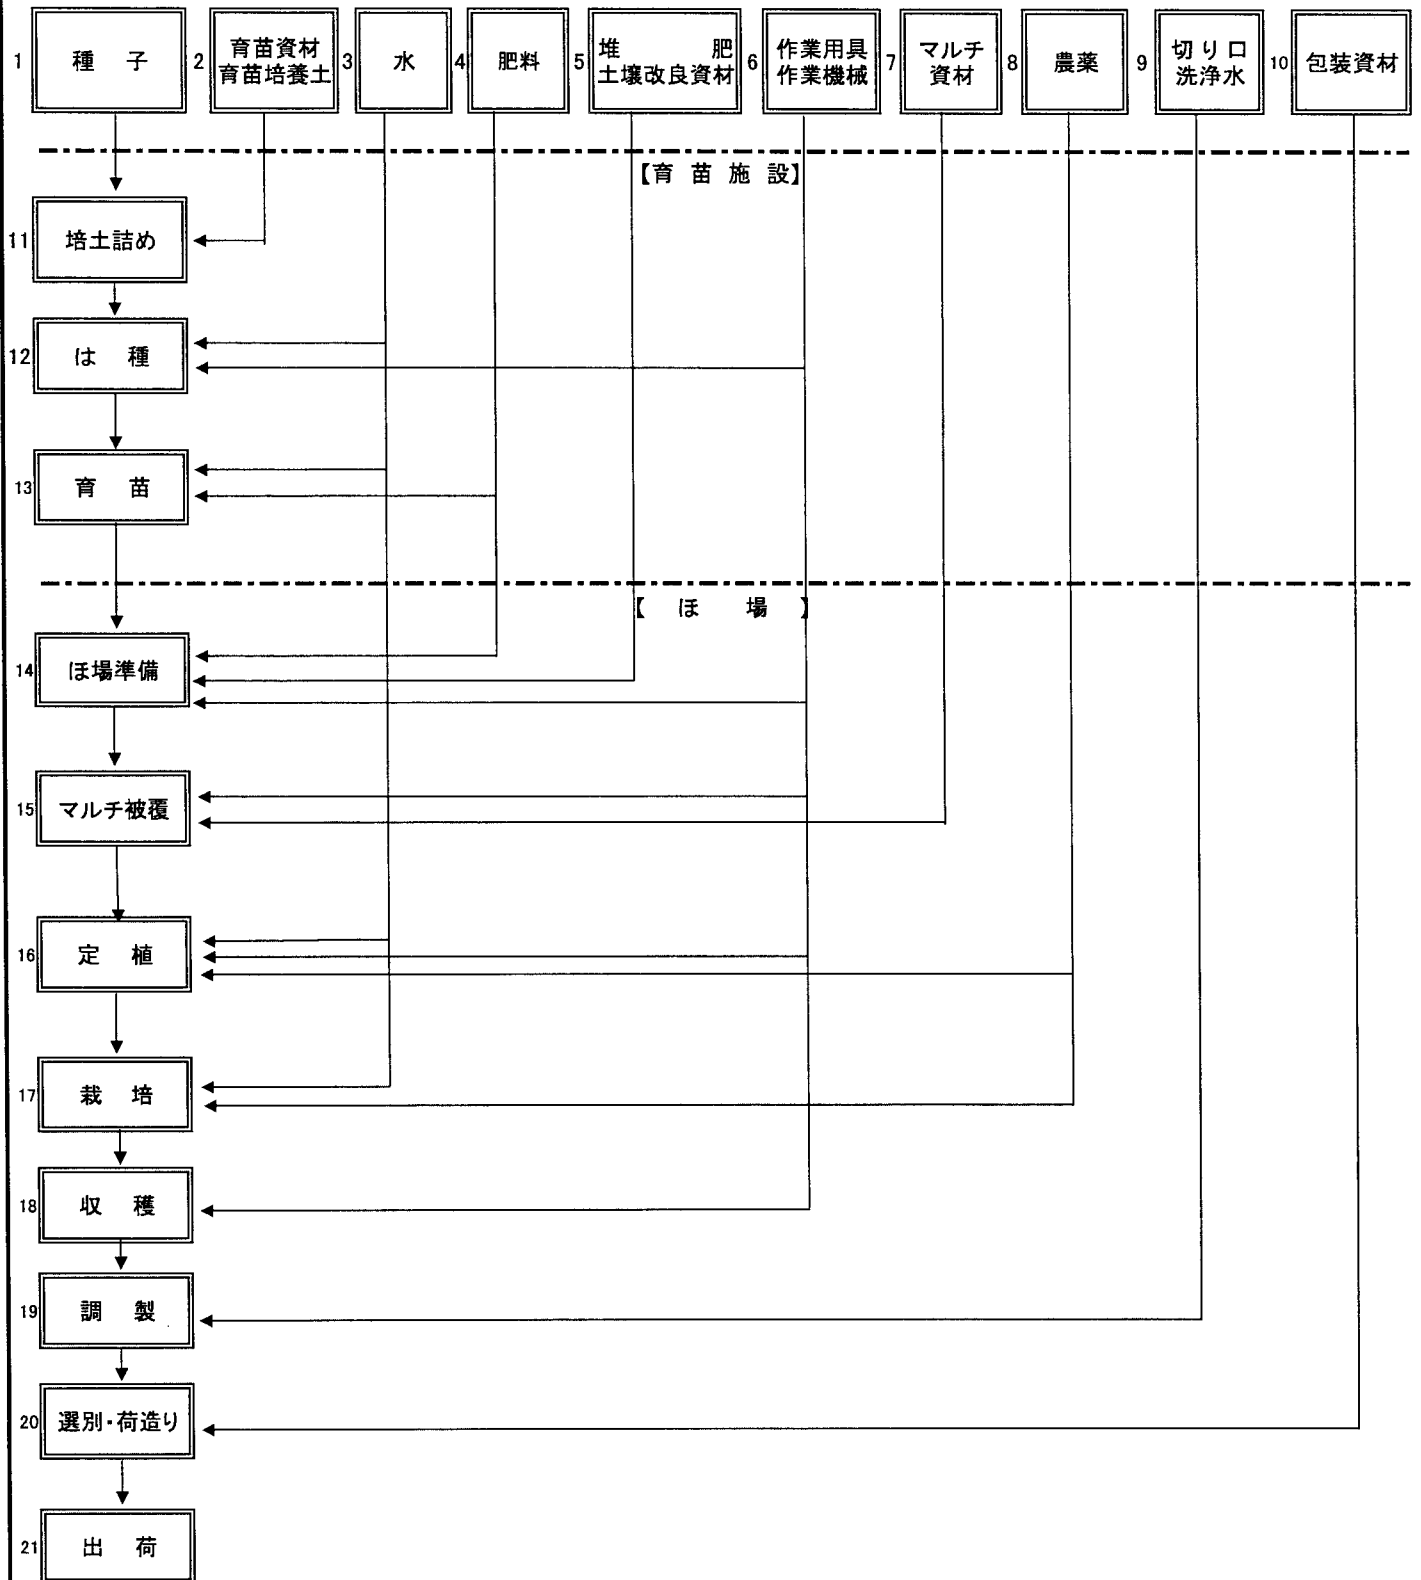 1
種 子
2
育苗資材
育苗培養土
3
水
4
肥料
5
堆 肥
土壌改良資材
6
作業用具
作業機械
7
マルチ
資材
8
農薬
9
切り口
洗浄水
10
包装資材
【育 苗 施 設】
11
培土詰め
12
は 種
13
育 苗
【 ほ 場 】
14
ほ場準備
15
マルチ被覆
16
定 植
17
栽 培
18
収 穫
19
調 製
20
選別・荷造り
21
出 荷